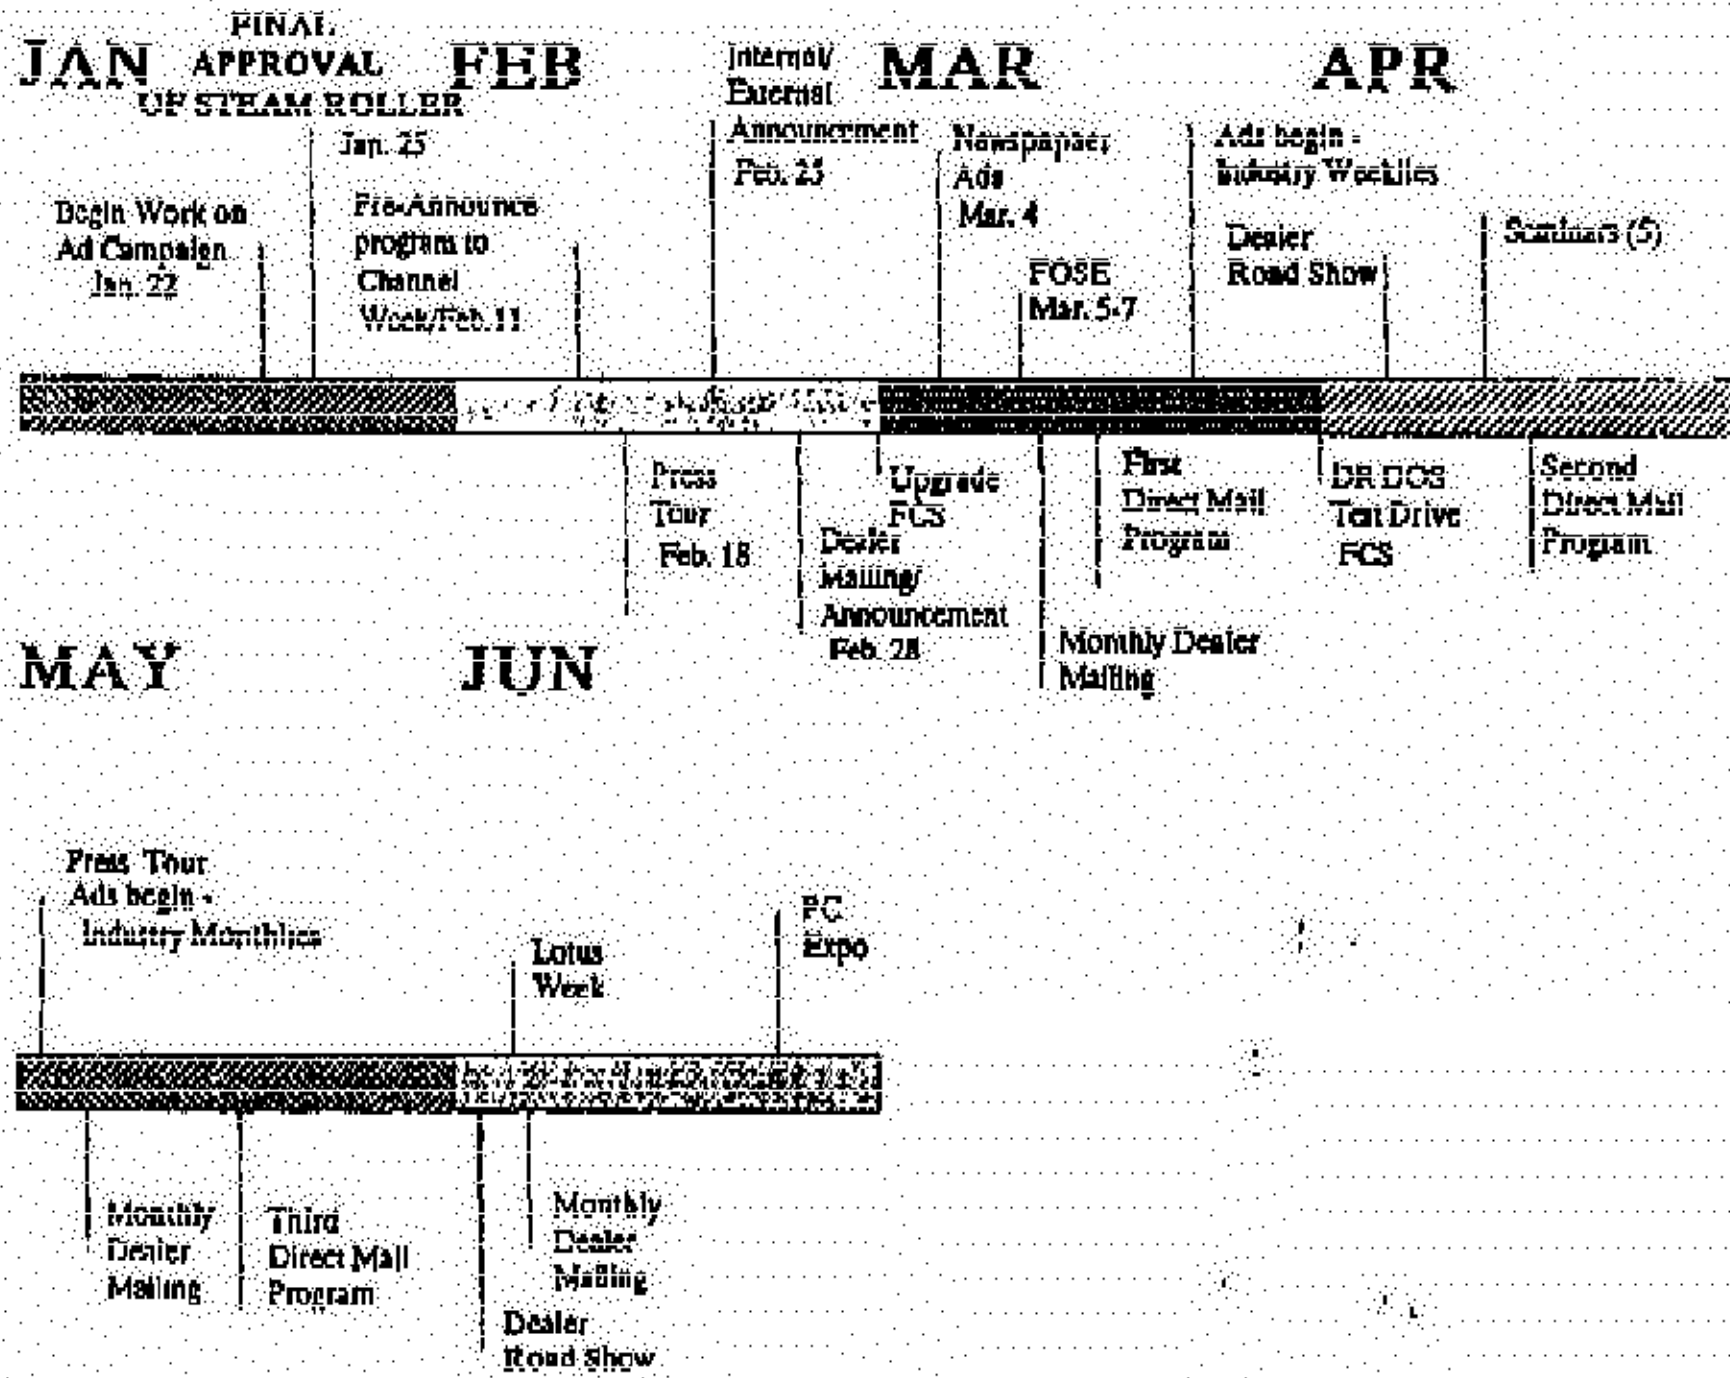 JAN
FINAL
APPROVAL
OF STEAM ROLLER
Jan. 25
FEB
MAR
APR
Begin Work on
Ad Campaign
Jan. 22
Pre-Announce
program to
Channel
Week/Feb.11
Internal/
External
Announcement
Feb. 25
Newspaper
Ads
Mar. 4
FOSE
Mar. 5-7
Ads begin -
Industry Weeklies
Dealer
Road Show
Seminars (5)
Press
Tour
Feb. 18
Upgrade
FCS
Dealer
Mailing/
Announcement
Feb. 28
First
Direct Mail
Program
Monthly Dealer
Mailing
DR DOS
Test Drive
FCS
Second
Direct Mail
Program
MAY
JUN
Press Tour
Ads begin -
Industry Monthlies
Lotus
Week
PC
Expo
Monthly
Dealer
Mailing
Third
Direct Mail
Program
Monthly
Dealer
Mailing
Dealer
Road Show